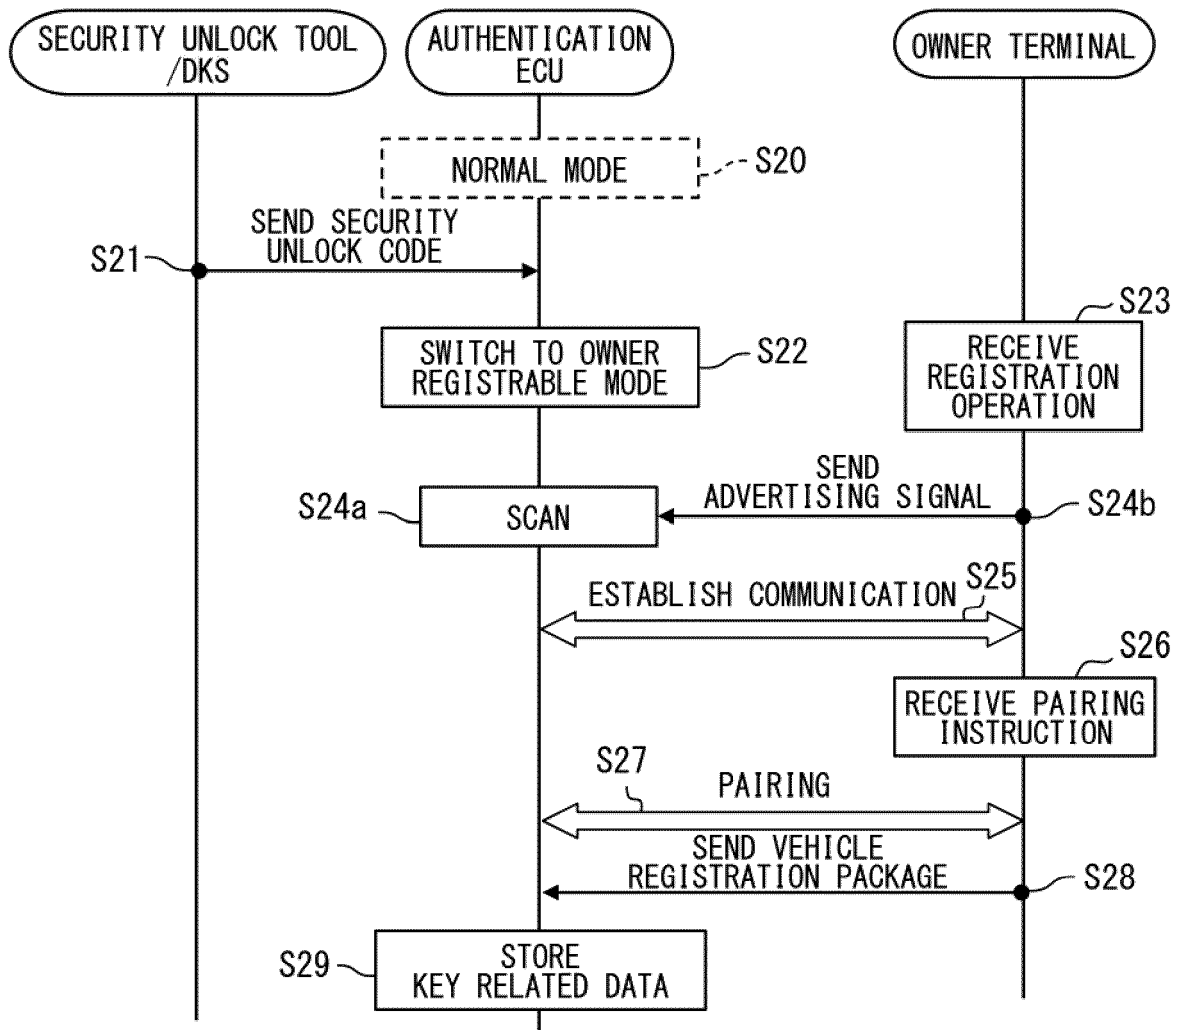 SECURITY UNLOCK TOOL
/DKS
AUTHENTICATION
ECU
OWNER TERMINAL
NORMAL MODE
S20
SEND SECURITY
UNLOCK CODE
S21
SWITCH TO OWNER
REGISTRABLE MODE
S22
S23
RECEIVE
REGISTRATION
OPERATION
SEND
ADVERTISING SIGNAL
S24a
SCAN
S24b
ESTABLISH COMMUNICATION
S25
S26
RECEIVE PAIRING
INSTRUCTION
S27
PAIRING
SEND VEHICLE
REGISTRATION PACKAGE
S28
S29
STORE
KEY RELATED DATA